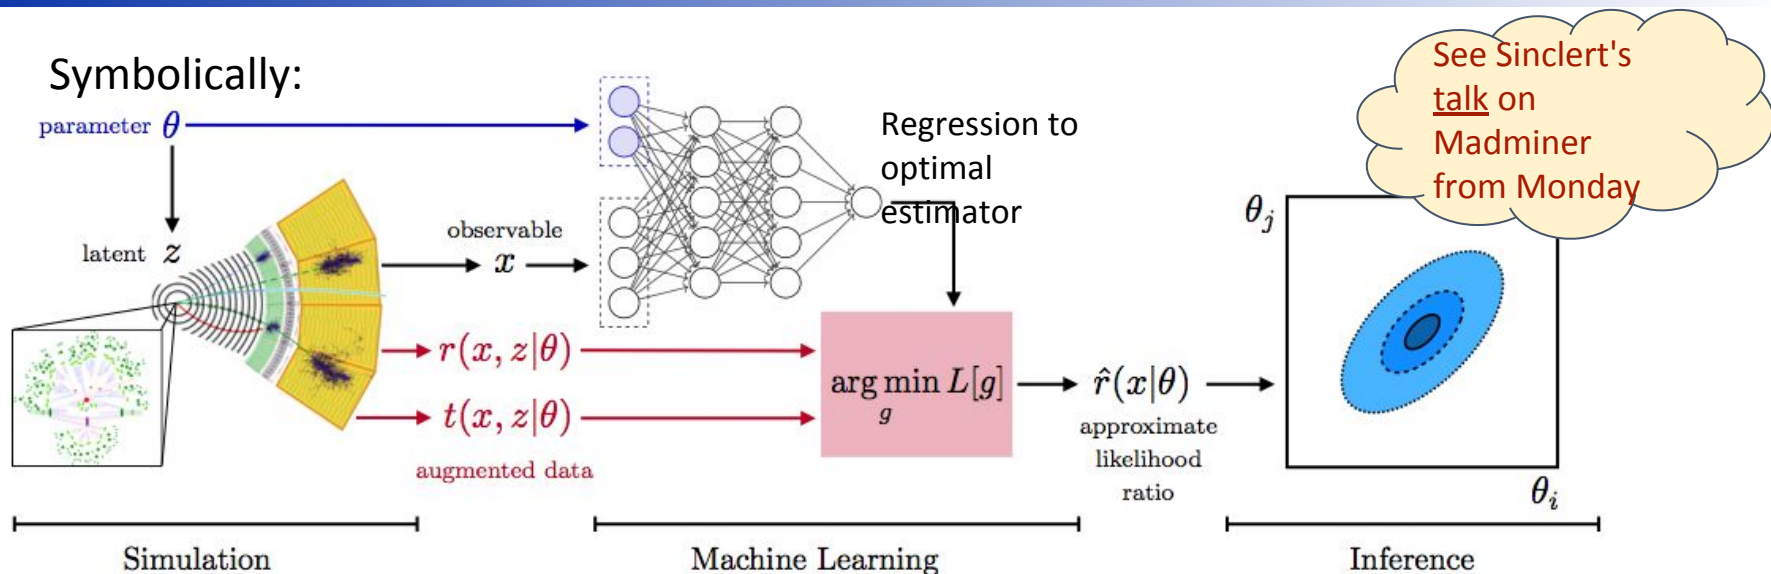 Symbolically:
parameter θ
latent z
observable
x
r(x, z|θ)
t(x, z|θ)
augmented data
Regression to
optimal
estimator
arg min L[g]
g
r̂(x|θ)
approximate
likelihood
ratio
See Sinclert's
talk on
Madminer
from Monday
θj
θi
Simulation
Machine Learning
Inference